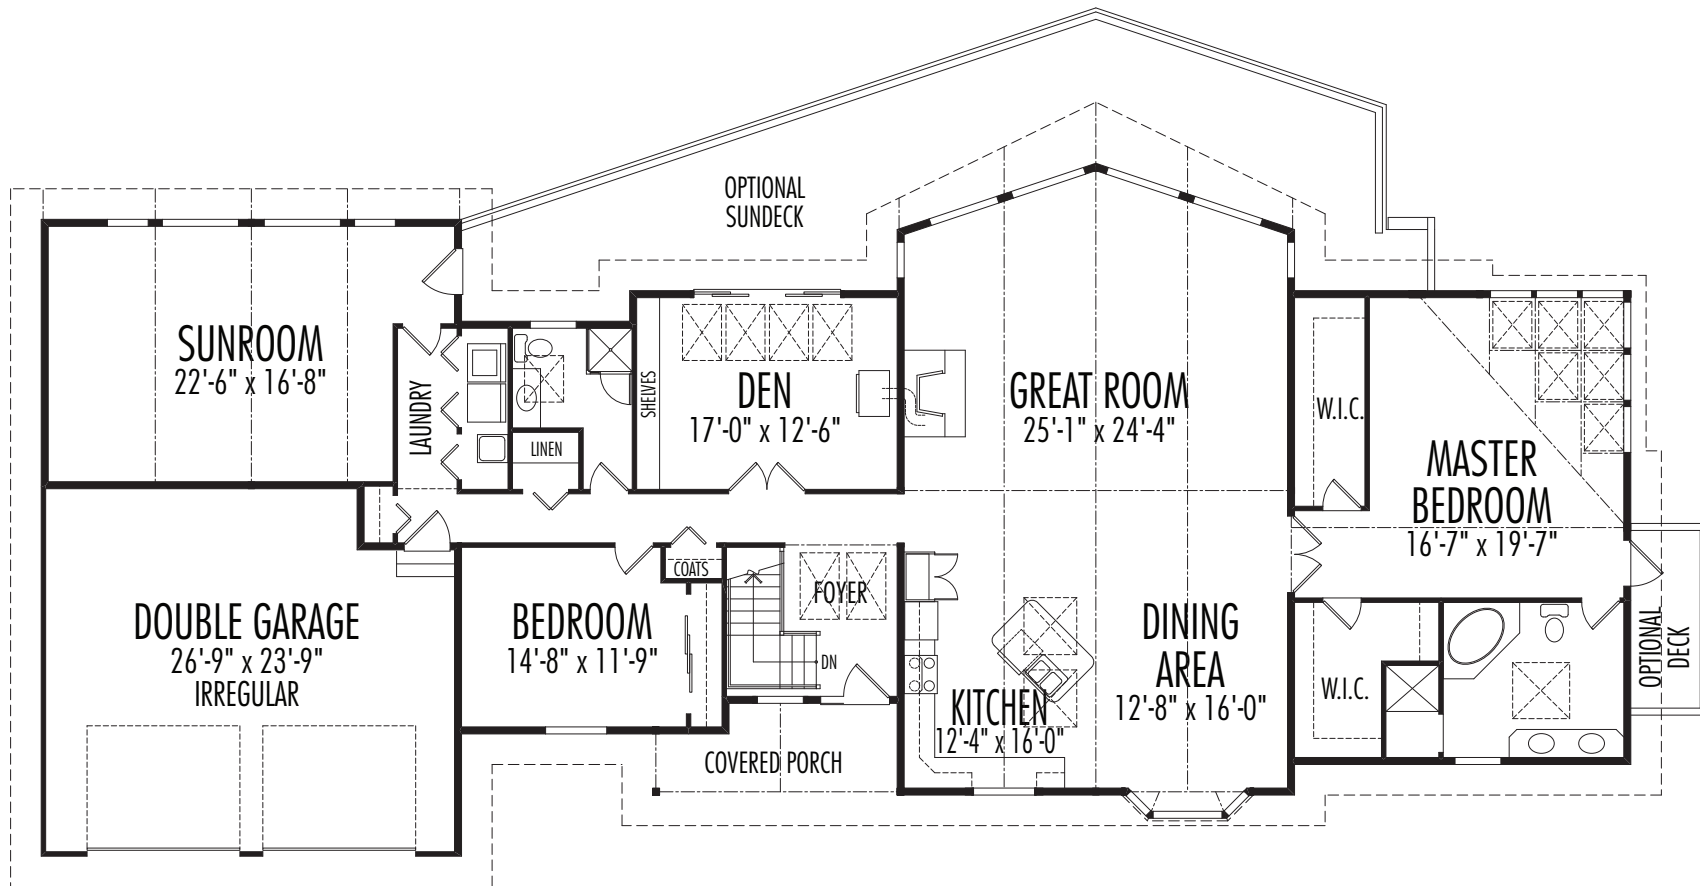 OPTIONAL
SUNDECK
SUNROOM
22'-6" x 16'-8"
LAUNDRY
LINEN
SHELVES
DEN
17'-0" x 12'-6"
GREAT ROOM
25'-1" x 24'-4"
W.I.C.
MASTER
BEDROOM
16'-7" x 19'-7"
DOUBLE GARAGE
26'-9" x 23'-9"
IRREGULAR
BEDROOM
14'-8" x 11'-9"
COATS
FOYER
DN
COVERED PORCH
KITCHEN
12'-4" x 16'-0"
DINING
AREA
12'-8" x 16'-0"
W.I.C.
OPTIONAL
DECK